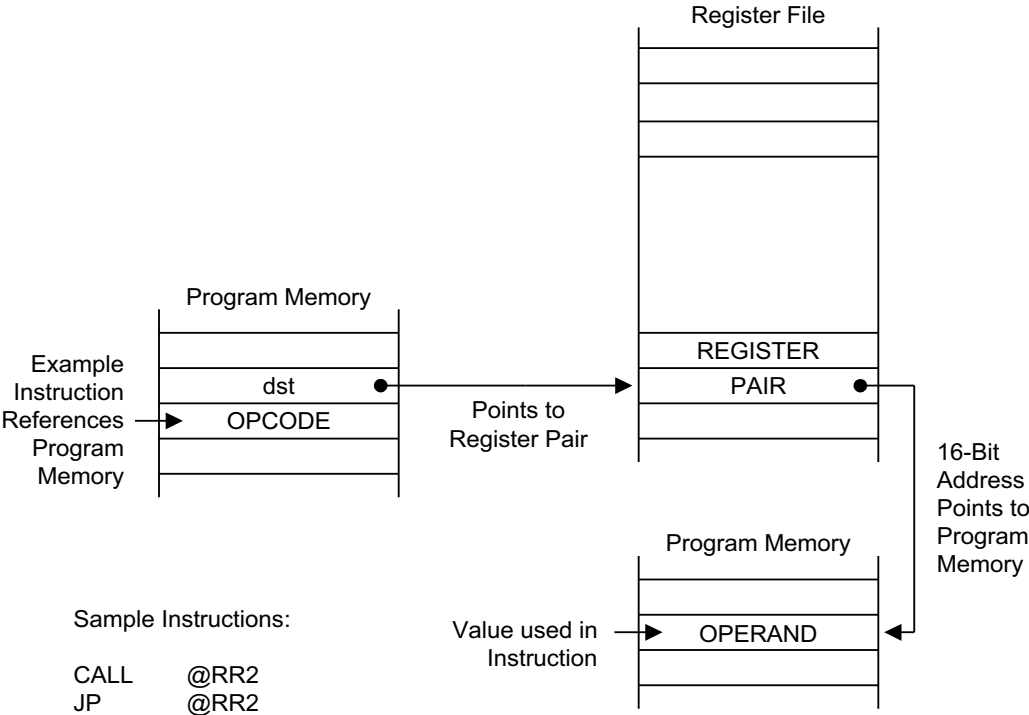 Register File
Program Memory
Example
Instruction
References
Program
Memory
dst
OPCODE
Points to
Register Pair
REGISTER
PAIR
16-Bit
Address
Points to
Program
Memory
Program Memory
Value used in
Instruction
OPERAND
Sample Instructions:
CALL @RR2
JP @RR2